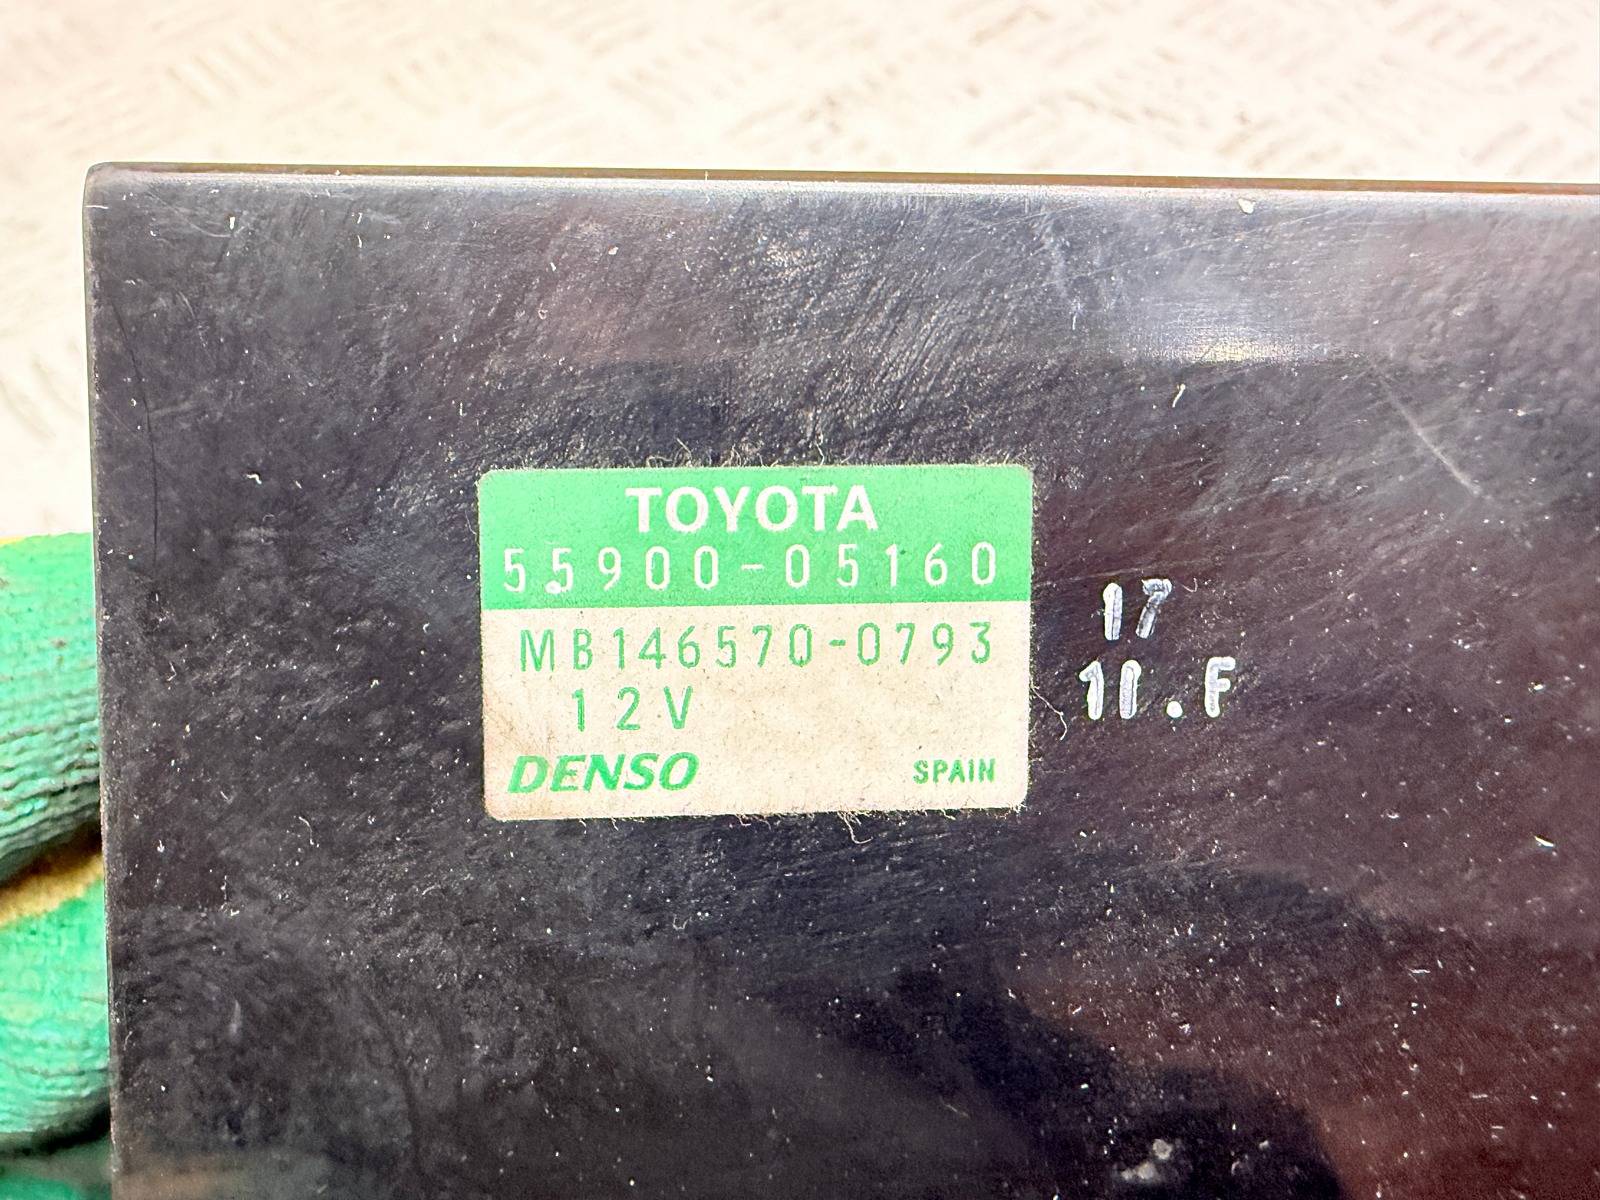 TOYOTA
55900-05160
MB146570-0793
12V
DENSO SPAIN
17
11.F